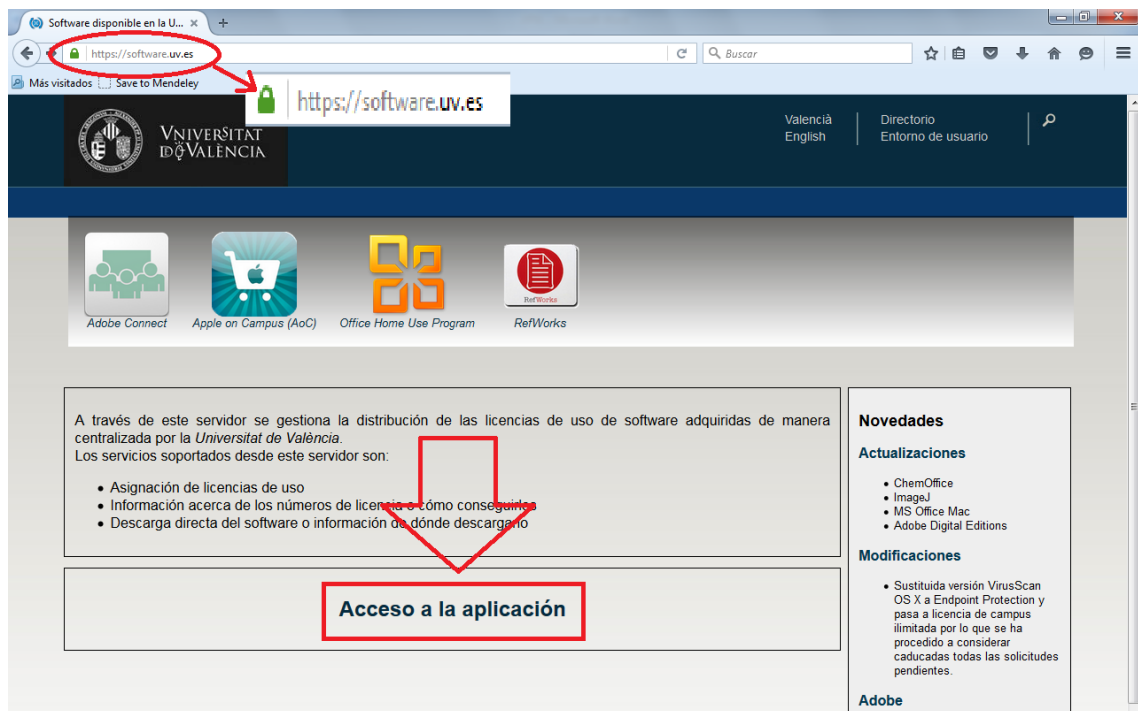 Software disponible en la U...
https://software.uv.es
Buscar
Más visitados
Save to Mendeley
https://software.uv.es
VNIVERSITAT
DӦVALÈNCIA
Valencià
English
Directorio
Entorno de usuario
Adobe Connect
Apple on Campus (AoC)
Office Home Use Program
RefWorks
RefWorks
A través de este servidor se gestiona la distribución de las licencias de uso de software adquiridas de manera
centralizada por la Universitat de València.
Los servicios soportados desde este servidor son:
• Asignación de licencias de uso
• Información acerca de los números de licencia o cómo conseguirlas
• Descarga directa del software o información de dónde descargarlo
Acceso a la aplicación
Novedades
Actualizaciones
• ChemOffice
• ImageJ
• MS Office Mac
• Adobe Digital Editions
Modificaciones
• Sustituida versión VirusScan
OS X a Endpoint Protection y
pasa a licencia de campus
ilimitada por lo que se ha
procedido a considerar
caducadas todas las solicitudes
pendientes.
Adobe